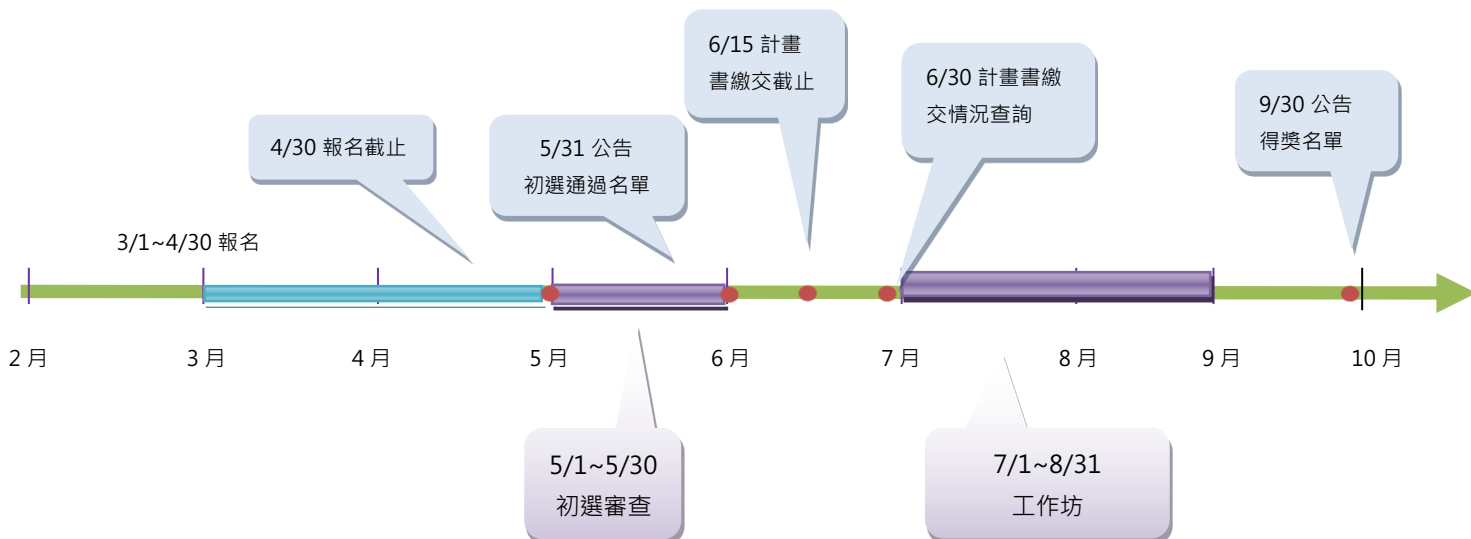 6/15 計畫
書繳交截止
6/30 計畫書繳
交情況查詢
9/30 公告
得獎名單
4/30 報名截止
5/31 公告
初選通過名單
3/1~4/30 報名
2 月
3 月
4 月
5 月
6 月
7 月
8 月
9 月
10 月
5/1~5/30
初選審查
7/1~8/31
工作坊